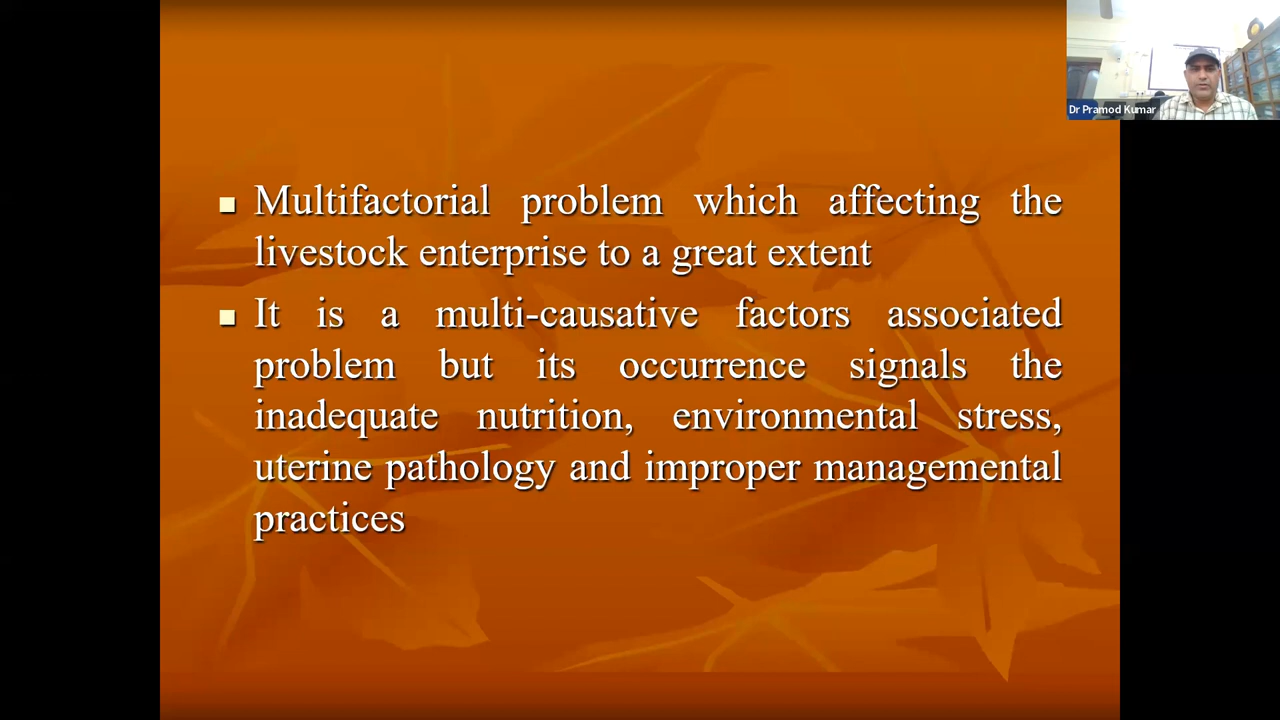 Dr Pramod Kumar
Multifactorial problem which affecting the
livestock enterprise to a great extent
It is a multi-causative factors associated
problem but its occurrence signals the
inadequate nutrition, environmental stress,
uterine pathology and improper managemental
practices